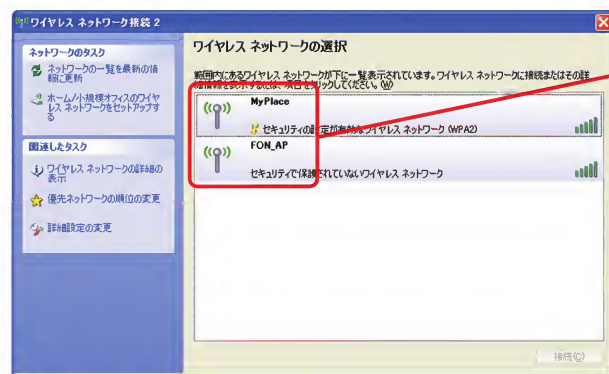 ワイヤレス ネットワーク接続 2
ネットワークのタスク
ネットワークの一覧を最新の情
報に更新
ホーム/小規模オフィスのワイヤ
レス ネットワークをセットアップす
る
関連したタスク
ワイヤレス ネットワークの詳細の
表示
優先ネットワークの順位の変更
詳細設定の変更
ワイヤレス ネットワークの選択
範囲内にあるワイヤレス ネットワークが下に一覧表示されています。ワイヤレス ネットワークに接続またはその詳
細情報を表示するには、項目をクリックしてください。(W)
MyPlace
セキュリティの設定が有効なワイヤレス ネットワーク (WPA2)
FON_AP
セキュリティで保護されていないワイヤレス ネットワーク
接続(C)